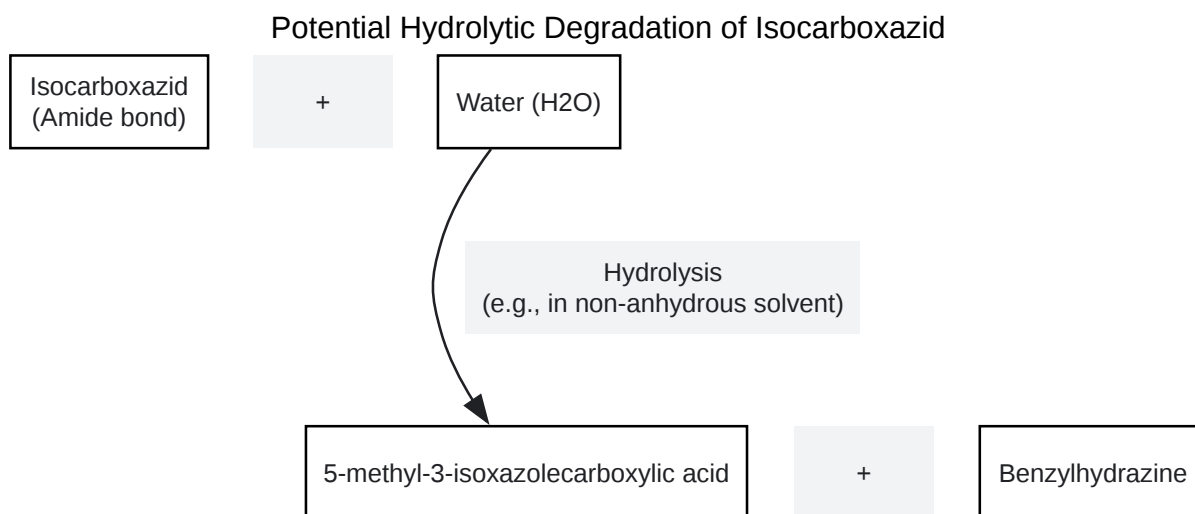 Potential Hydrolytic Degradation of Isocarboxazid
Isocarboxazid
(Amide bond)
+
Water (H2O)
Hydrolysis
(e.g., in non-anhydrous solvent)
5-methyl-3-isoxazolecarboxylic acid
+
Benzylhydrazine